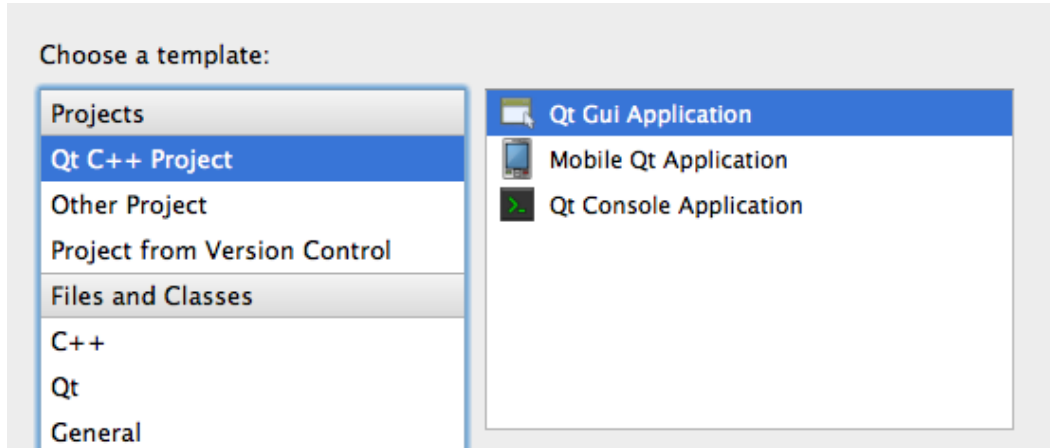 Choose a template:
Projects
Qt C++ Project
Other Project
Project from Version Control
Files and Classes
C++
Qt
General
Qt Gui Application
Mobile Qt Application
Qt Console Application